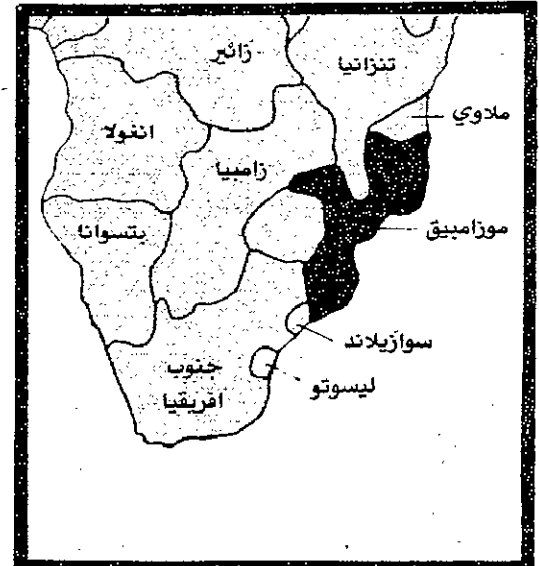 زائير
تنزانيا
ملاوي
انغولا
زامبيا
موزامبيق
بتسوانا
سوازيلاند
جنوب
افريقيا
ليسوتو